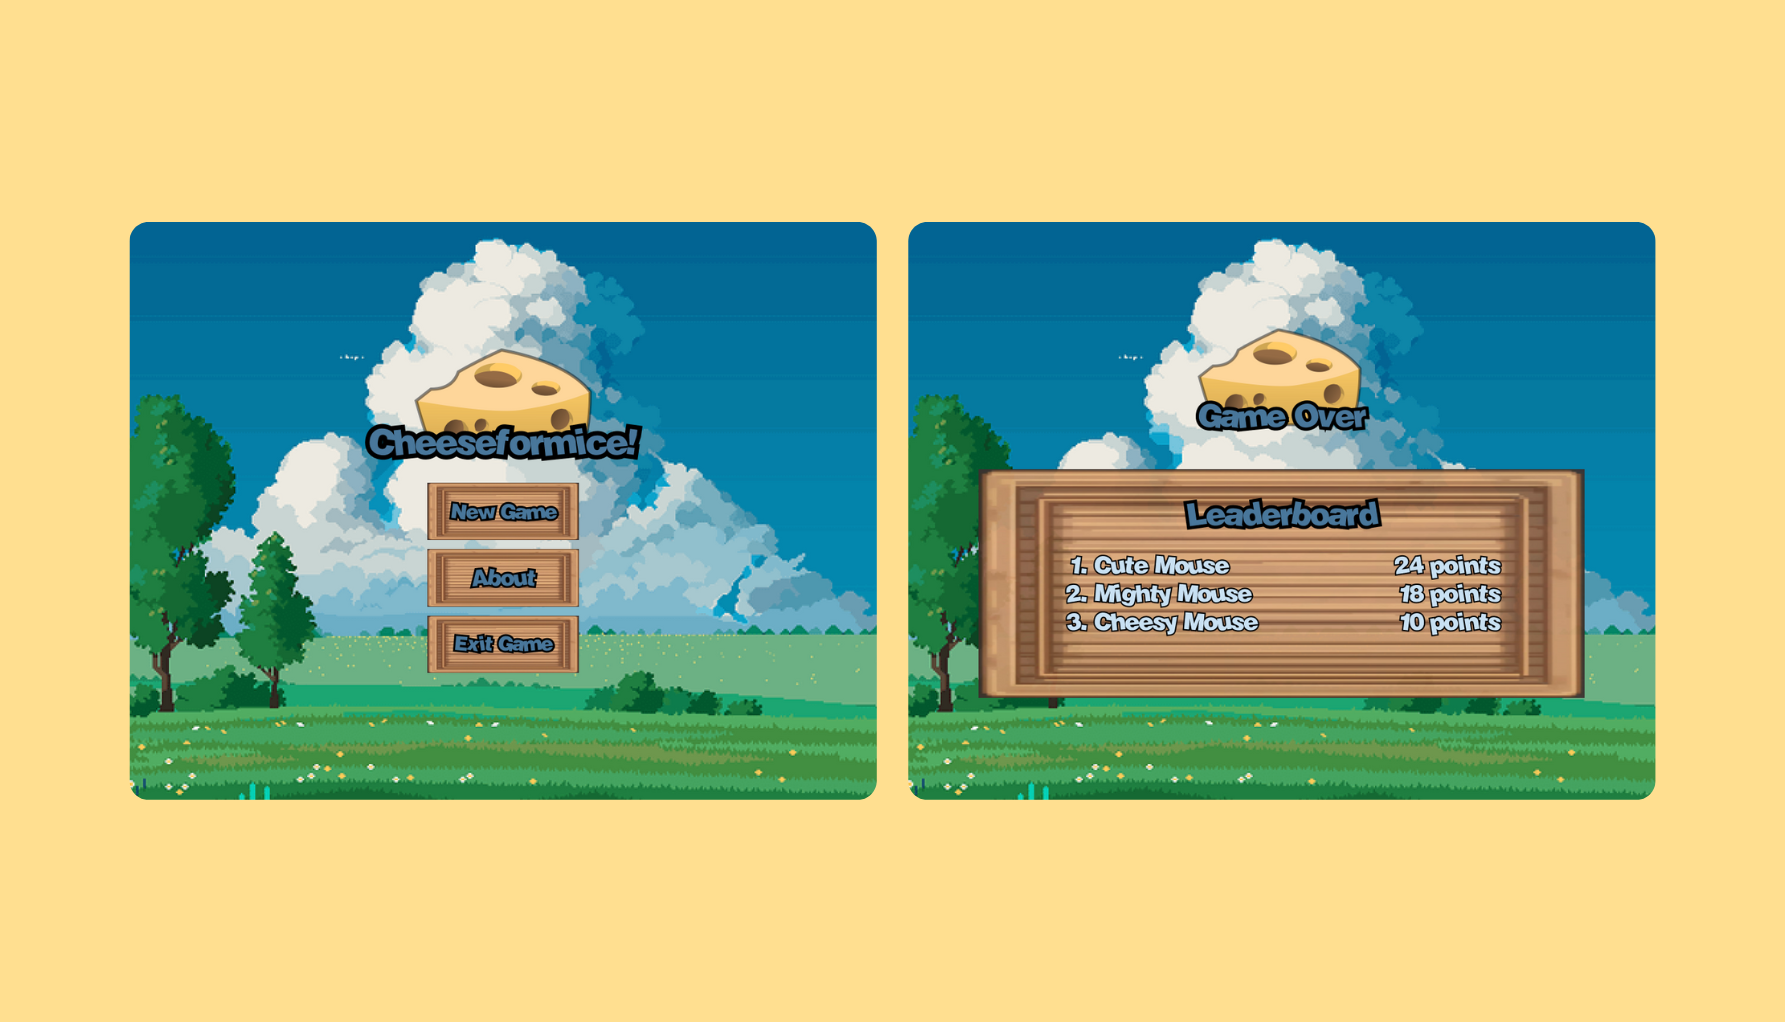 Cheeseformice!
New Game
About
Exit Game
Game Over
Leaderboard
1. Cute Mouse 24 points
2. Mighty Mouse 18 points
3. Cheesy Mouse 10 points